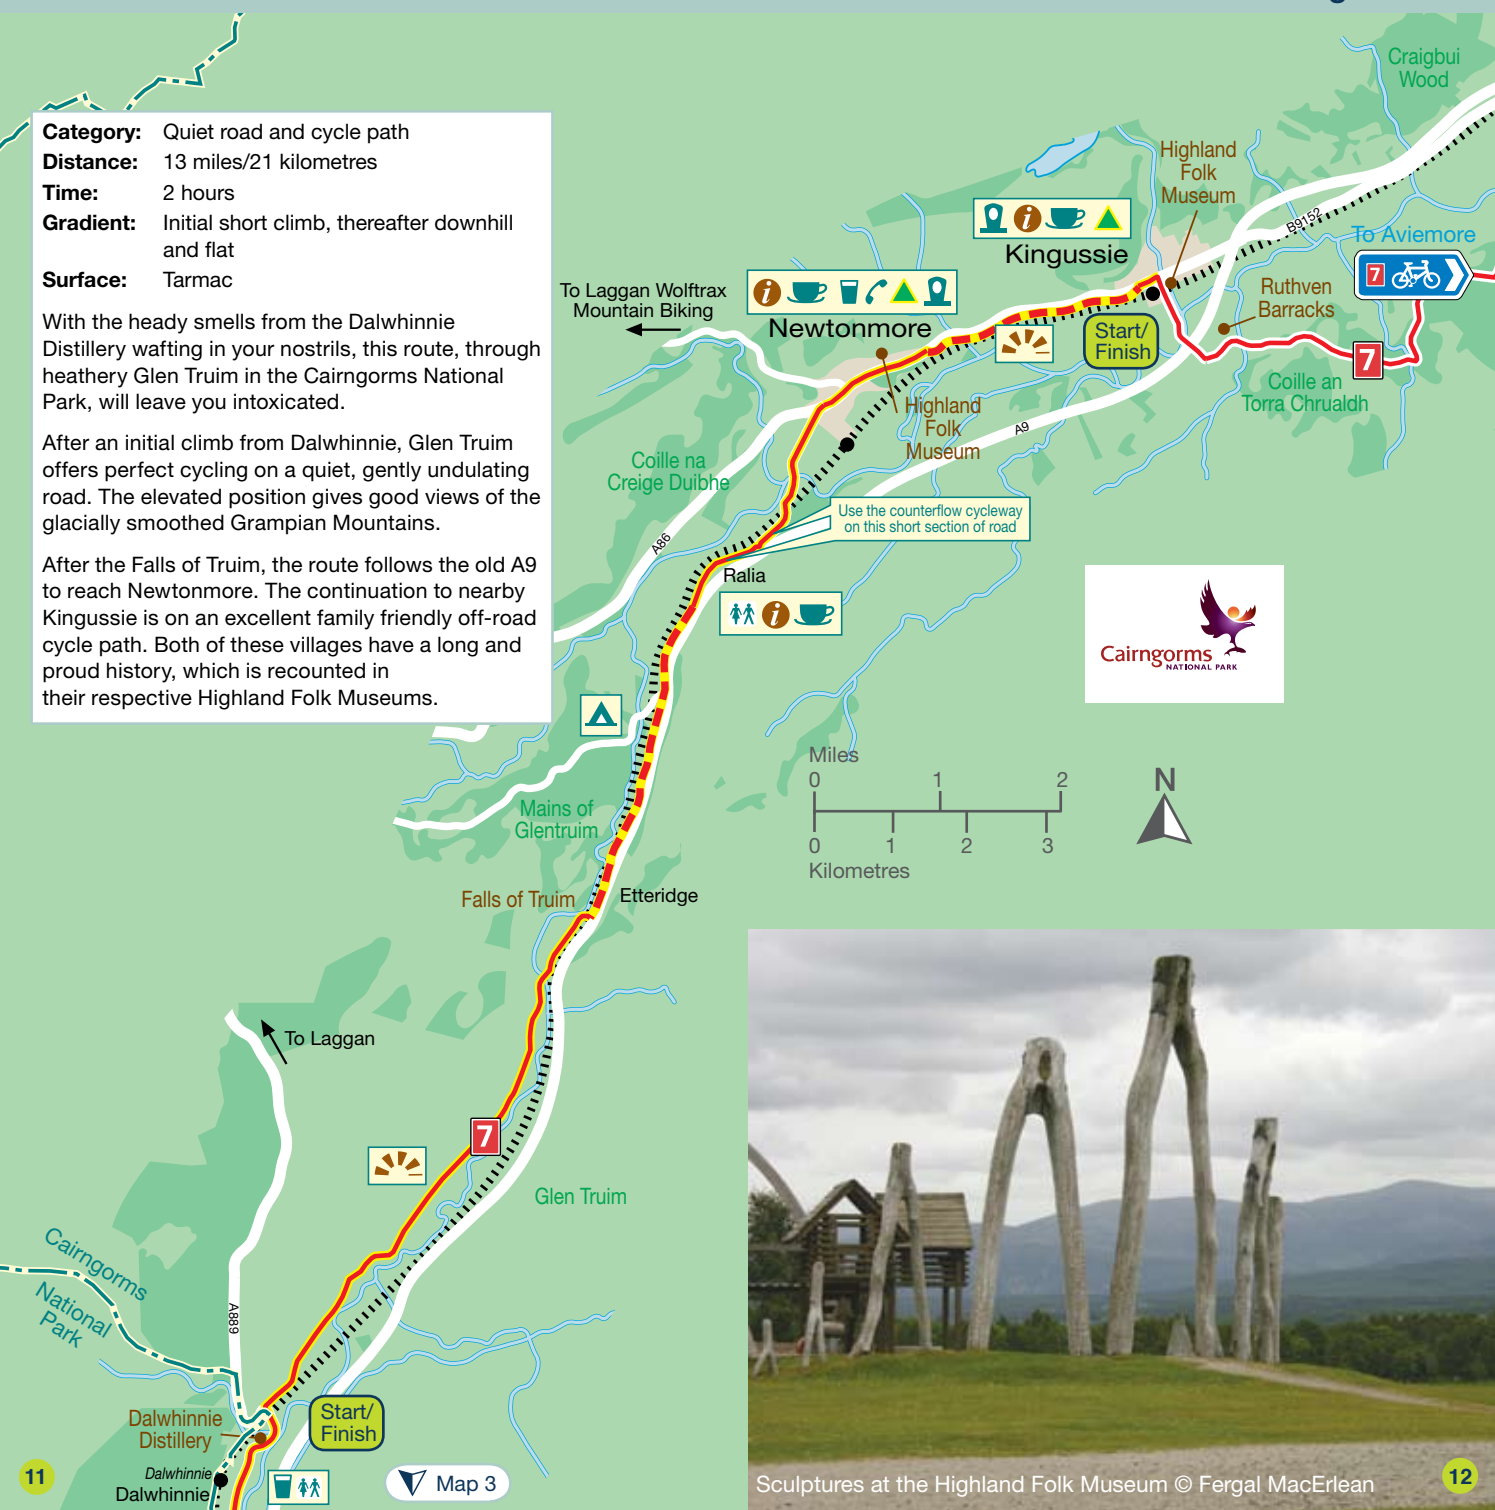 Category: Quiet road and cycle path
Distance: 13 miles/21 kilometres
Time: 2 hours
Gradient: Initial short climb, thereafter downhill
and flat
Surface: Tarmac
With the heady smells from the Dalwhinnie
Distillery wafting in your nostrils, this route, through
heathery Glen Truim in the Cairngorms National
Park, will leave you intoxicated.
After an initial climb from Dalwhinnie, Glen Truim
offers perfect cycling on a quiet, gently undulating
road. The elevated position gives good views of the
glacially smoothed Grampian Mountains.
After the Falls of Truim, the route follows the old A9
to reach Newtonmore. The continuation to nearby
Kingussie is on an excellent family friendly off-road
cycle path. Both of these villages have a long and
proud history, which is recounted in
their respective Highland Folk Museums.
Craigbui
Wood
Highland
Folk
Museum
B9152
To Aviemore
7
i
Kingussie
Ruthven
Barracks
To Laggan Wolftrax
Mountain Biking
i
Newtonmore
Start/
Finish
7
Coille an
Torra Chrualdh
Highland
Folk
Museum
A9
Coille na
Creige Duibhe
Use the counterflow cycleway
on this short section of road
A86
Ralia
i
Cairngorms
NATIONAL PARK
Miles
0 1 2
0 1 2 3
Kilometres
N
Mains of
Glentruim
Falls of Truim
Etteridge
To Laggan
7
Glen Truim
Cairngorms
National
Park
A889
Dalwhinnie
Distillery
Start/
Finish
Dalwhinnie
Dalwhinnie
Map 3
11
Sculptures at the Highland Folk Museum © Fergal MacErlean
12